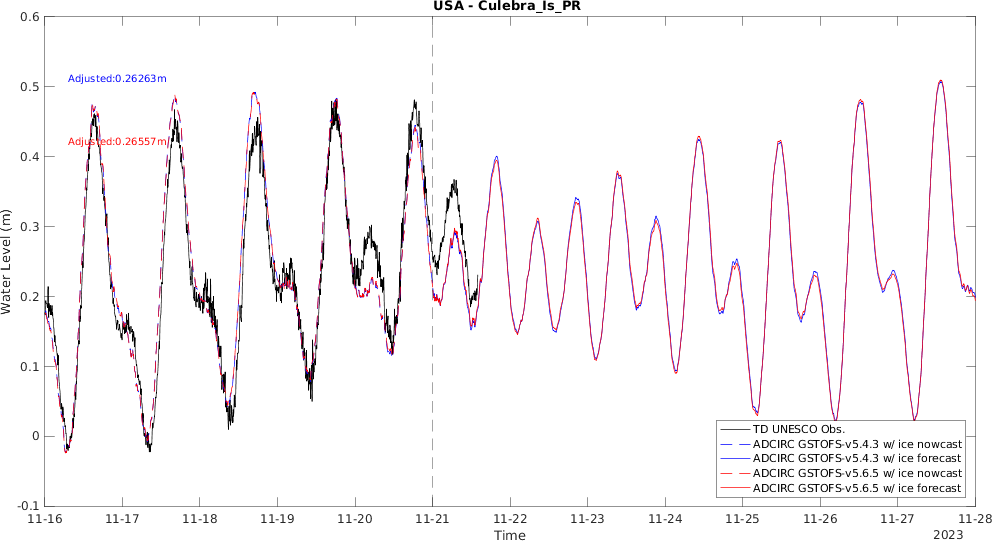 USA - Culebra_Is_PR
0.6
0.5
0.4
0.3
0.2
0.1
0
-0.1
Water Level (m)
Adjusted:0.26263m
Adjusted:0.26557m
TD UNESCO Obs.
ADCIRC GSTOFS-v5.4.3 w/ ice nowcast
ADCIRC GSTOFS-v5.4.3 w/ ice forecast
ADCIRC GSTOFS-v5.6.5 w/ ice nowcast
ADCIRC GSTOFS-v5.6.5 w/ ice forecast
11-16 11-17 11-18 11-19 11-20 11-21 11-22 11-23 11-24 11-25 11-26 11-27 11-28
Time
2023